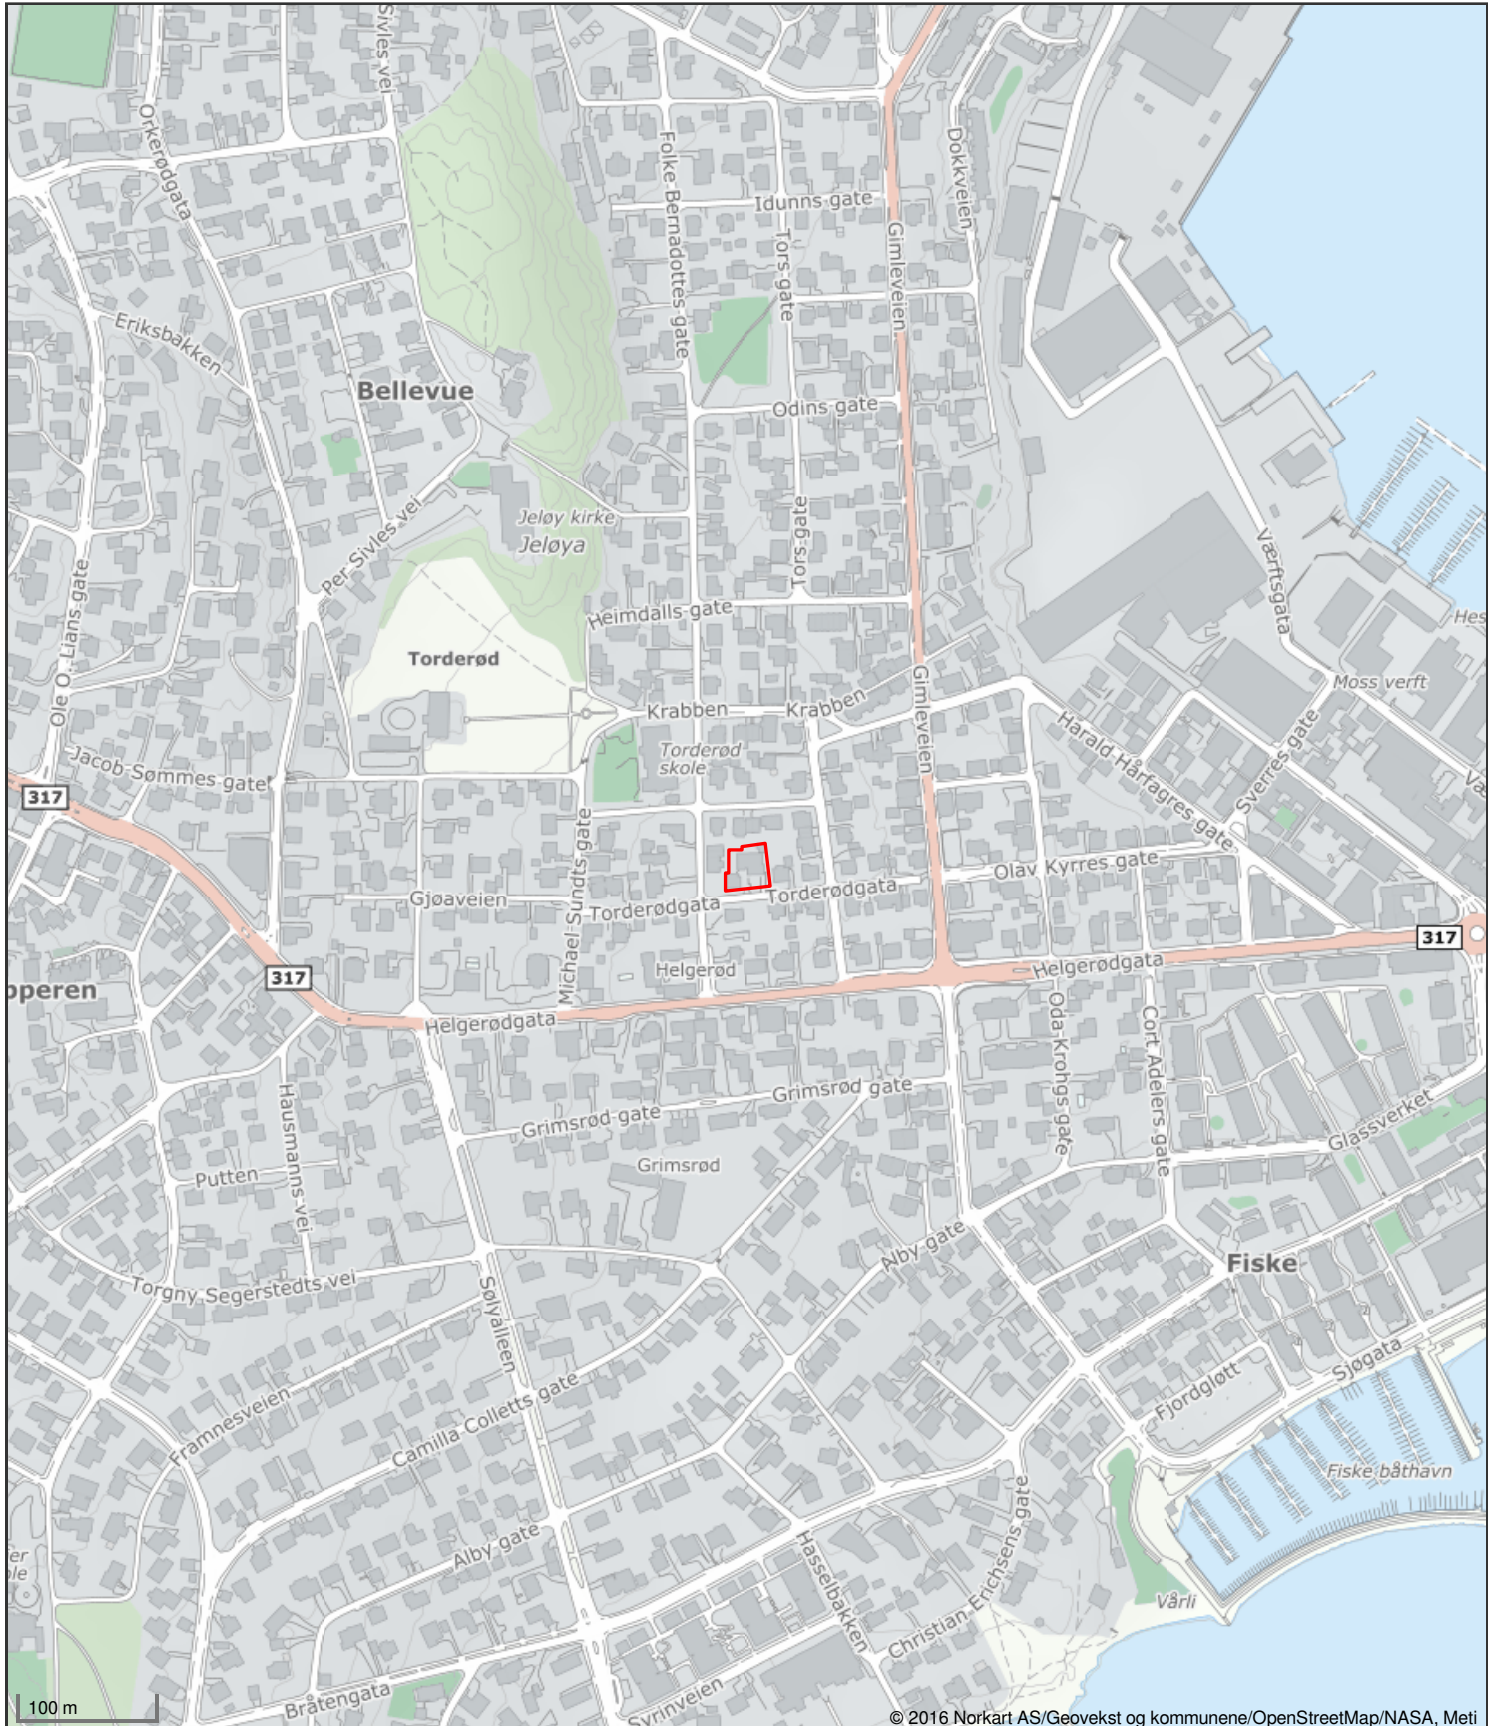 Sivles vei
Orkerødgata
Folke Bernadottes gate
Dokkveien
Idunns gate
Tors gate
Gimleveien
Eriksbakken
Bellevue
Odins gate
Per Sivles vei
Jeløy kirke
Jeløya
Tors gate
Værftsgata
Ole O. Lians gate
Heimdalls gate
Hes
Torderød
Gimleveien
Moss verft
Krabben
Krabben
Harald Hårfagres gate
Sverres gate
Torderød
skole
Jacob Sømmes gate
Væ
317
Michael Sundts gate
Olav Kyrres gate
Gjøaveien
Torderødgata
Torderødgata
317
Helgerødgata
Helgerød
317
pperen
Helgerødgata
Oda Krohgs gate
Cort Adelers gate
Grimsrød gate
Grimsrød gate
Hausmanns vei
Glassverket
Grimsrød
Putten
Alby gate
Fiske
Torgny Segerstedts vei
Sølyalleen
Sjøgata
Fjordgløtt
Framnesveien
Camilla Colletts gate
Fiske båthavn
Alby gate
Hasselbakken
Christian Erichsens gate
er
ole
Vårli
Bråtengata
Syrinveien
100 m
© 2016 Norkart AS/Geovekst og kommunene/OpenStreetMap/NASA, Meti